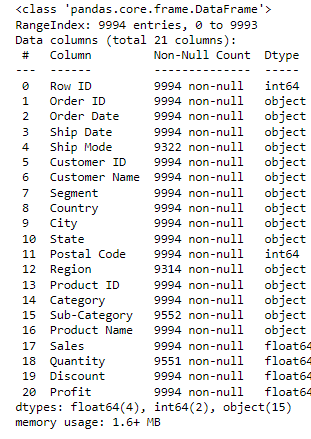 <class 'pandas.core.frame.DataFrame'>
RangeIndex: 9994 entries, 0 to 9993
Data columns (total 21 columns):
 #   Column         Non-Null Count  Dtype
---  ------         --------------  -----
 0   Row ID         9994 non-null   int64
 1   Order ID       9994 non-null   object
 2   Order Date     9994 non-null   object
 3   Ship Date      9994 non-null   object
 4   Ship Mode      9322 non-null   object
 5   Customer ID    9994 non-null   object
 6   Customer Name  9994 non-null   object
 7   Segment        9994 non-null   object
 8   Country        9994 non-null   object
 9   City           9994 non-null   object
 10  State          9994 non-null   object
 11  Postal Code    9994 non-null   int64
 12  Region         9314 non-null   object
 13  Product ID     9994 non-null   object
 14  Category       9994 non-null   object
 15  Sub-Category   9552 non-null   object
 16  Product Name   9994 non-null   object
 17  Sales          9994 non-null   float64
 18  Quantity       9551 non-null   float64
 19  Discount       9994 non-null   float64
 20  Profit         9994 non-null   float64
dtypes: float64(4), int64(2), object(15)
memory usage: 1.6+ MB